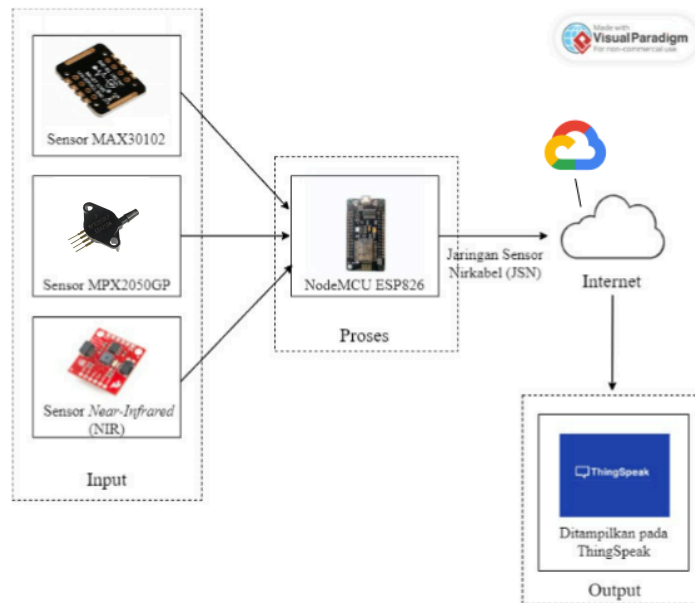 Made with
Visual Paradigm
For non-commercial use
Sensor MAX30102
Sensor MPX2050GP
Sensor Near-Infrared
(NIR)
Input
NodeMCU ESP826
Proses
Jaringan Sensor
Nirkabel (JSN)
Internet
ThingSpeak
Ditampilkan pada
ThingSpeak
Output